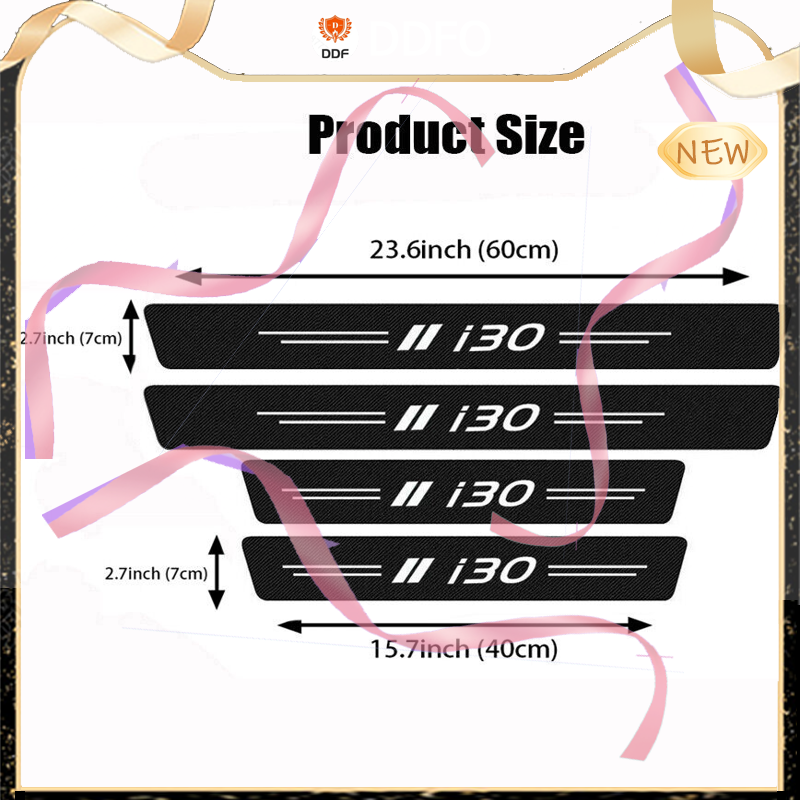 DDFO
DDF
Product Size
NEW
23.6inch (60cm)
2.7inch (7cm)
i30
i30
i30
i30
2.7inch (7cm)
15.7inch (40cm)